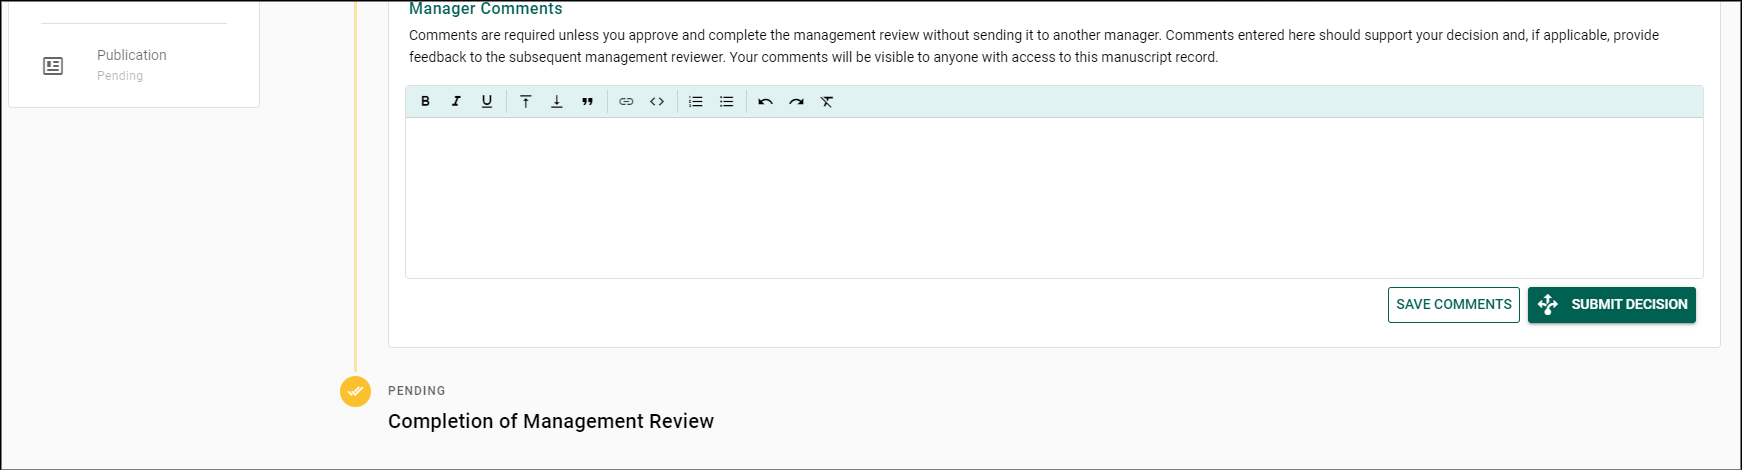 Publication
Pending
Manager Comments
Comments are required unless you approve and complete the management review without sending it to another manager. Comments entered here should support your decision and, if applicable, provide
feedback to the subsequent management reviewer. Your comments will be visible to anyone with access to this manuscript record.
B I U
SAVE COMMENTS
SUBMIT DECISION
PENDING
Completion of Management Review